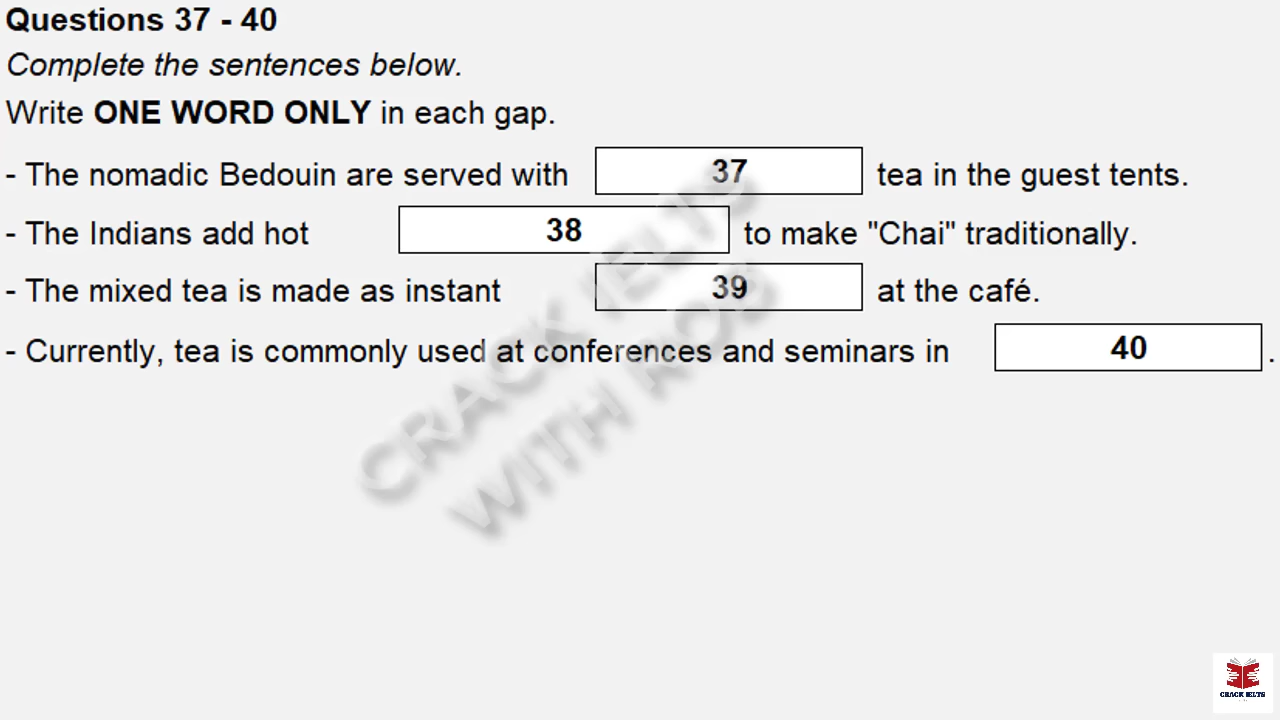 Questions 37 - 40
Complete the sentences below.
Write ONE WORD ONLY in each gap.
- The nomadic Bedouin are served with 37 tea in the guest tents.
- The Indians add hot 38 to make "Chai" traditionally.
- The mixed tea is made as instant 39 at the café.
- Currently, tea is commonly used at conferences and seminars in 40 .
CRACK IELTS
WITH ROB
CRACK IELTS